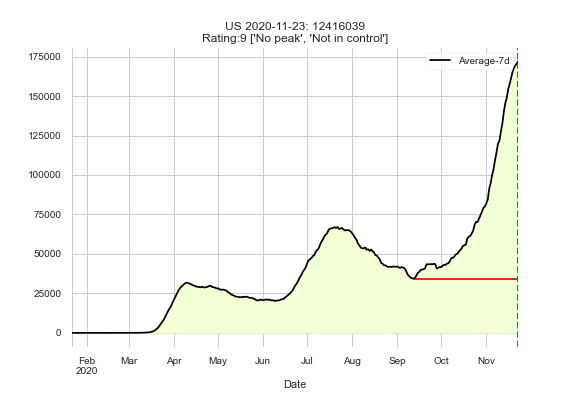 US 2020-11-23: 12416039
Rating:9 ['No peak', 'Not in control']
Average-7d
175000
150000
125000
100000
75000
50000
25000
0
Feb Mar Apr May Jun Jul Aug Sep Oct Nov
2020
Date